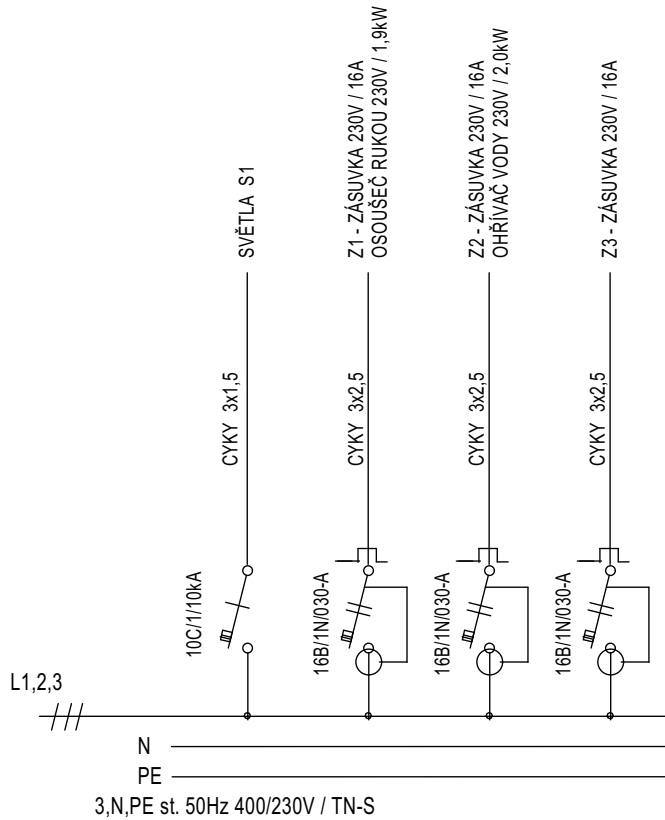 SVĚTLA S1
Z1 - ZÁSUVKA 230V / 16A
OSOUŠEČ RUKOU 230V / 1,9kW
Z2 - ZÁSUVKA 230V / 16A
OHŘÍVAČ VODY 230V / 2,0kW
Z3 - ZÁSUVKA 230V / 16A
CYKY 3x1,5
CYKY 3x2,5
CYKY 3x2,5
CYKY 3x2,5
10C/1/10kA
16B/1N/030-A
16B/1N/030-A
16B/1N/030-A
L1,2,3
N
PE
3,N,PE st. 50Hz 400/230V / TN-S